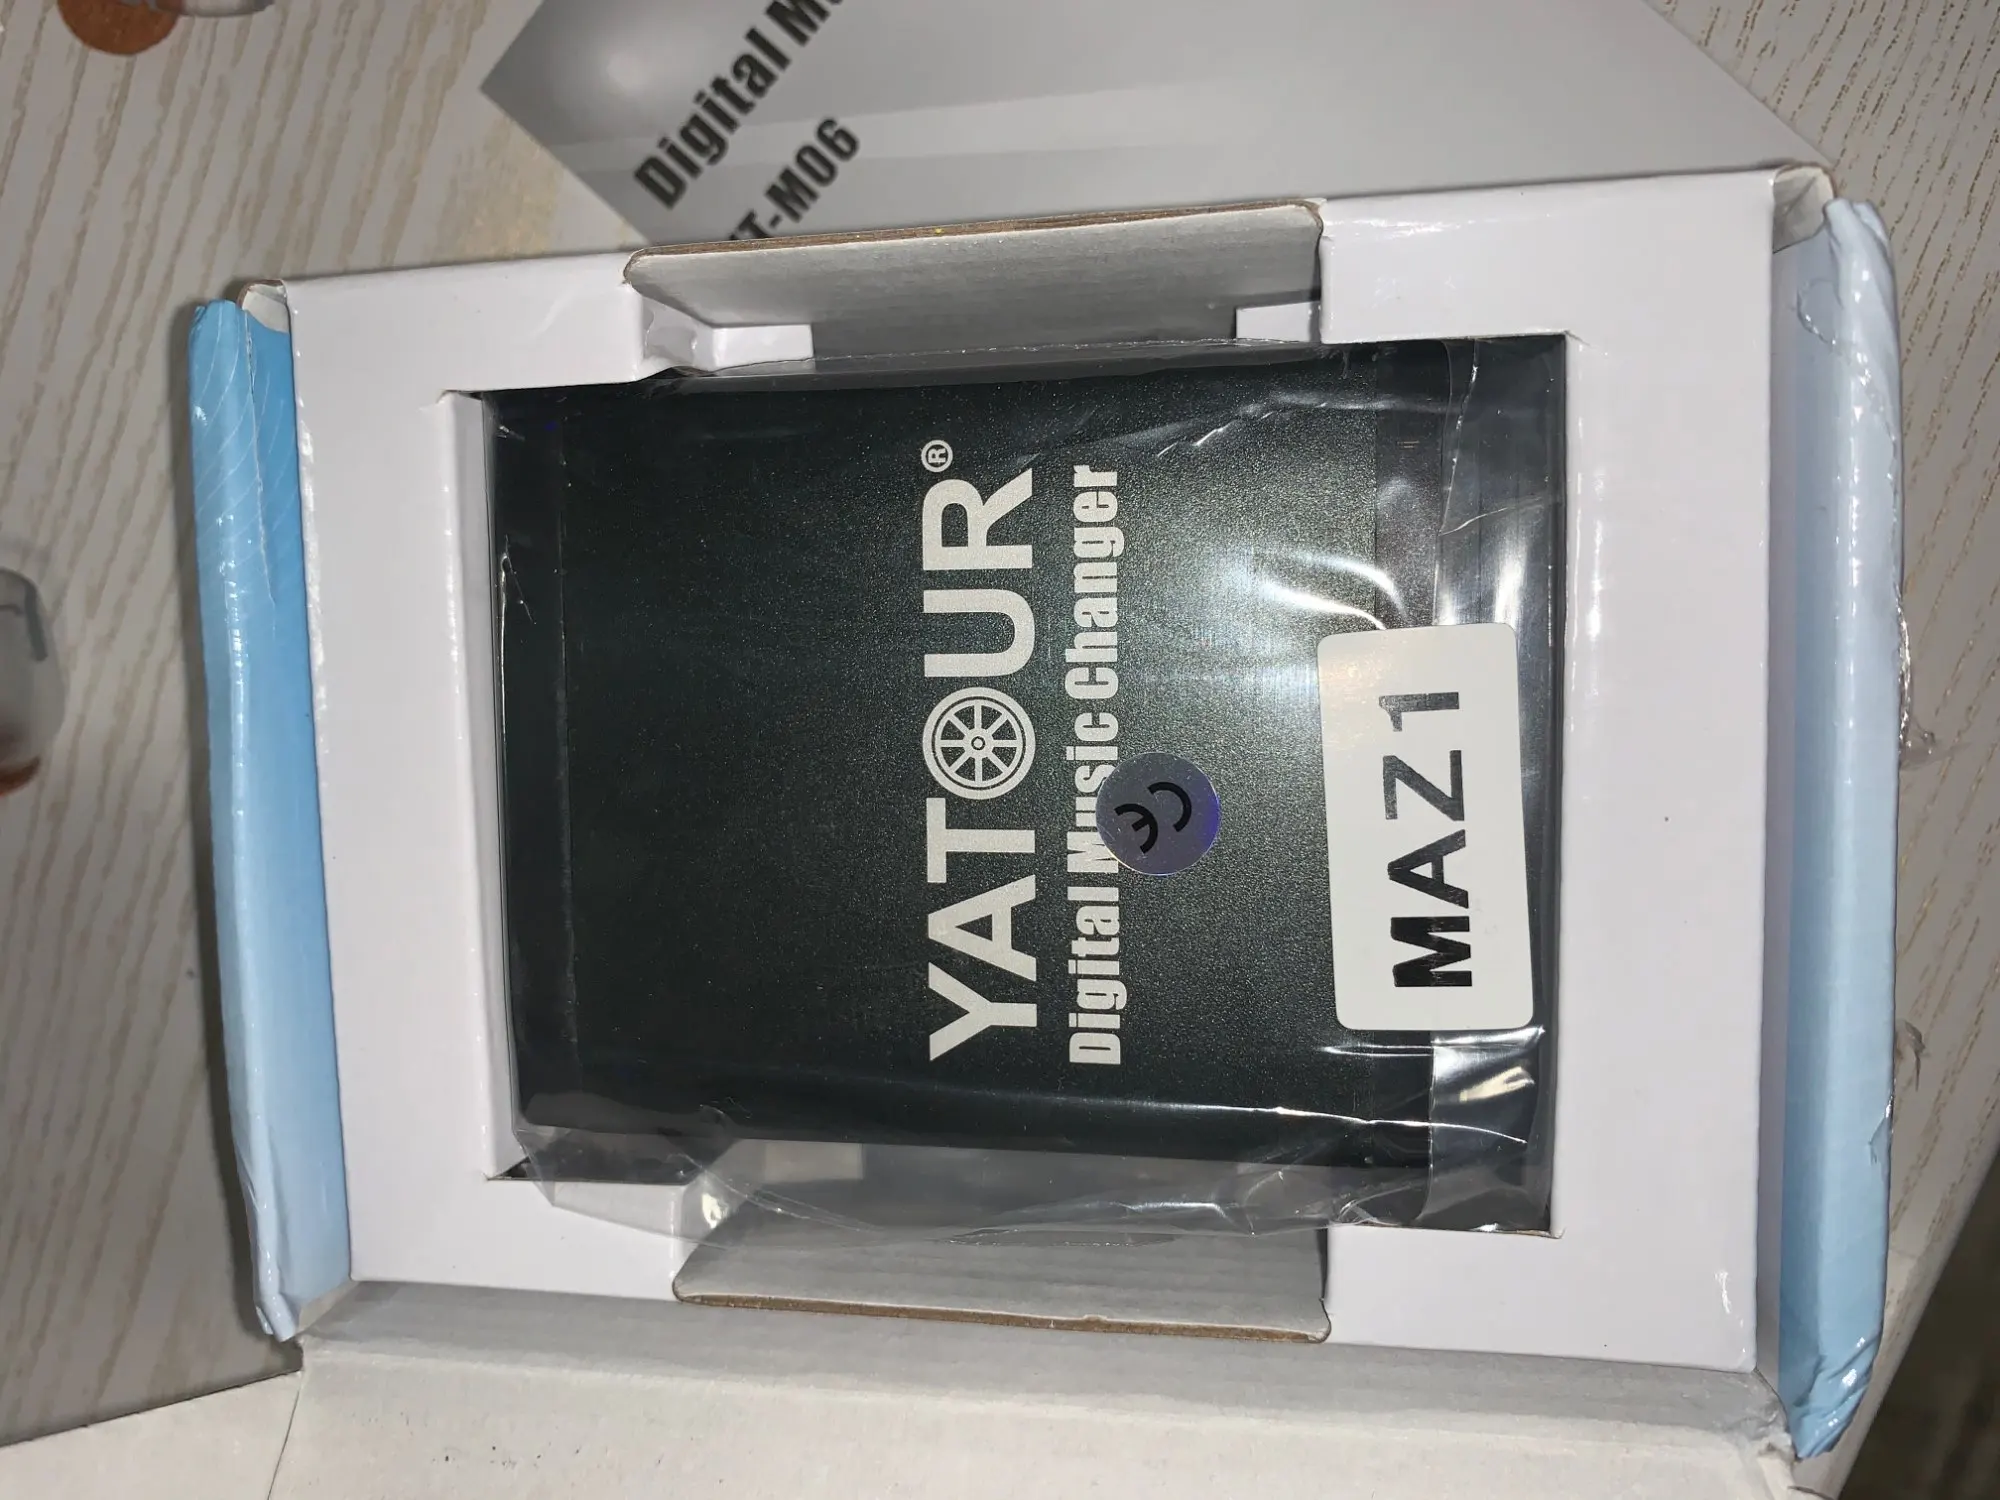 Digital M
T-M06
YATOUR®
Digital Music Changer
CE
MAZ1